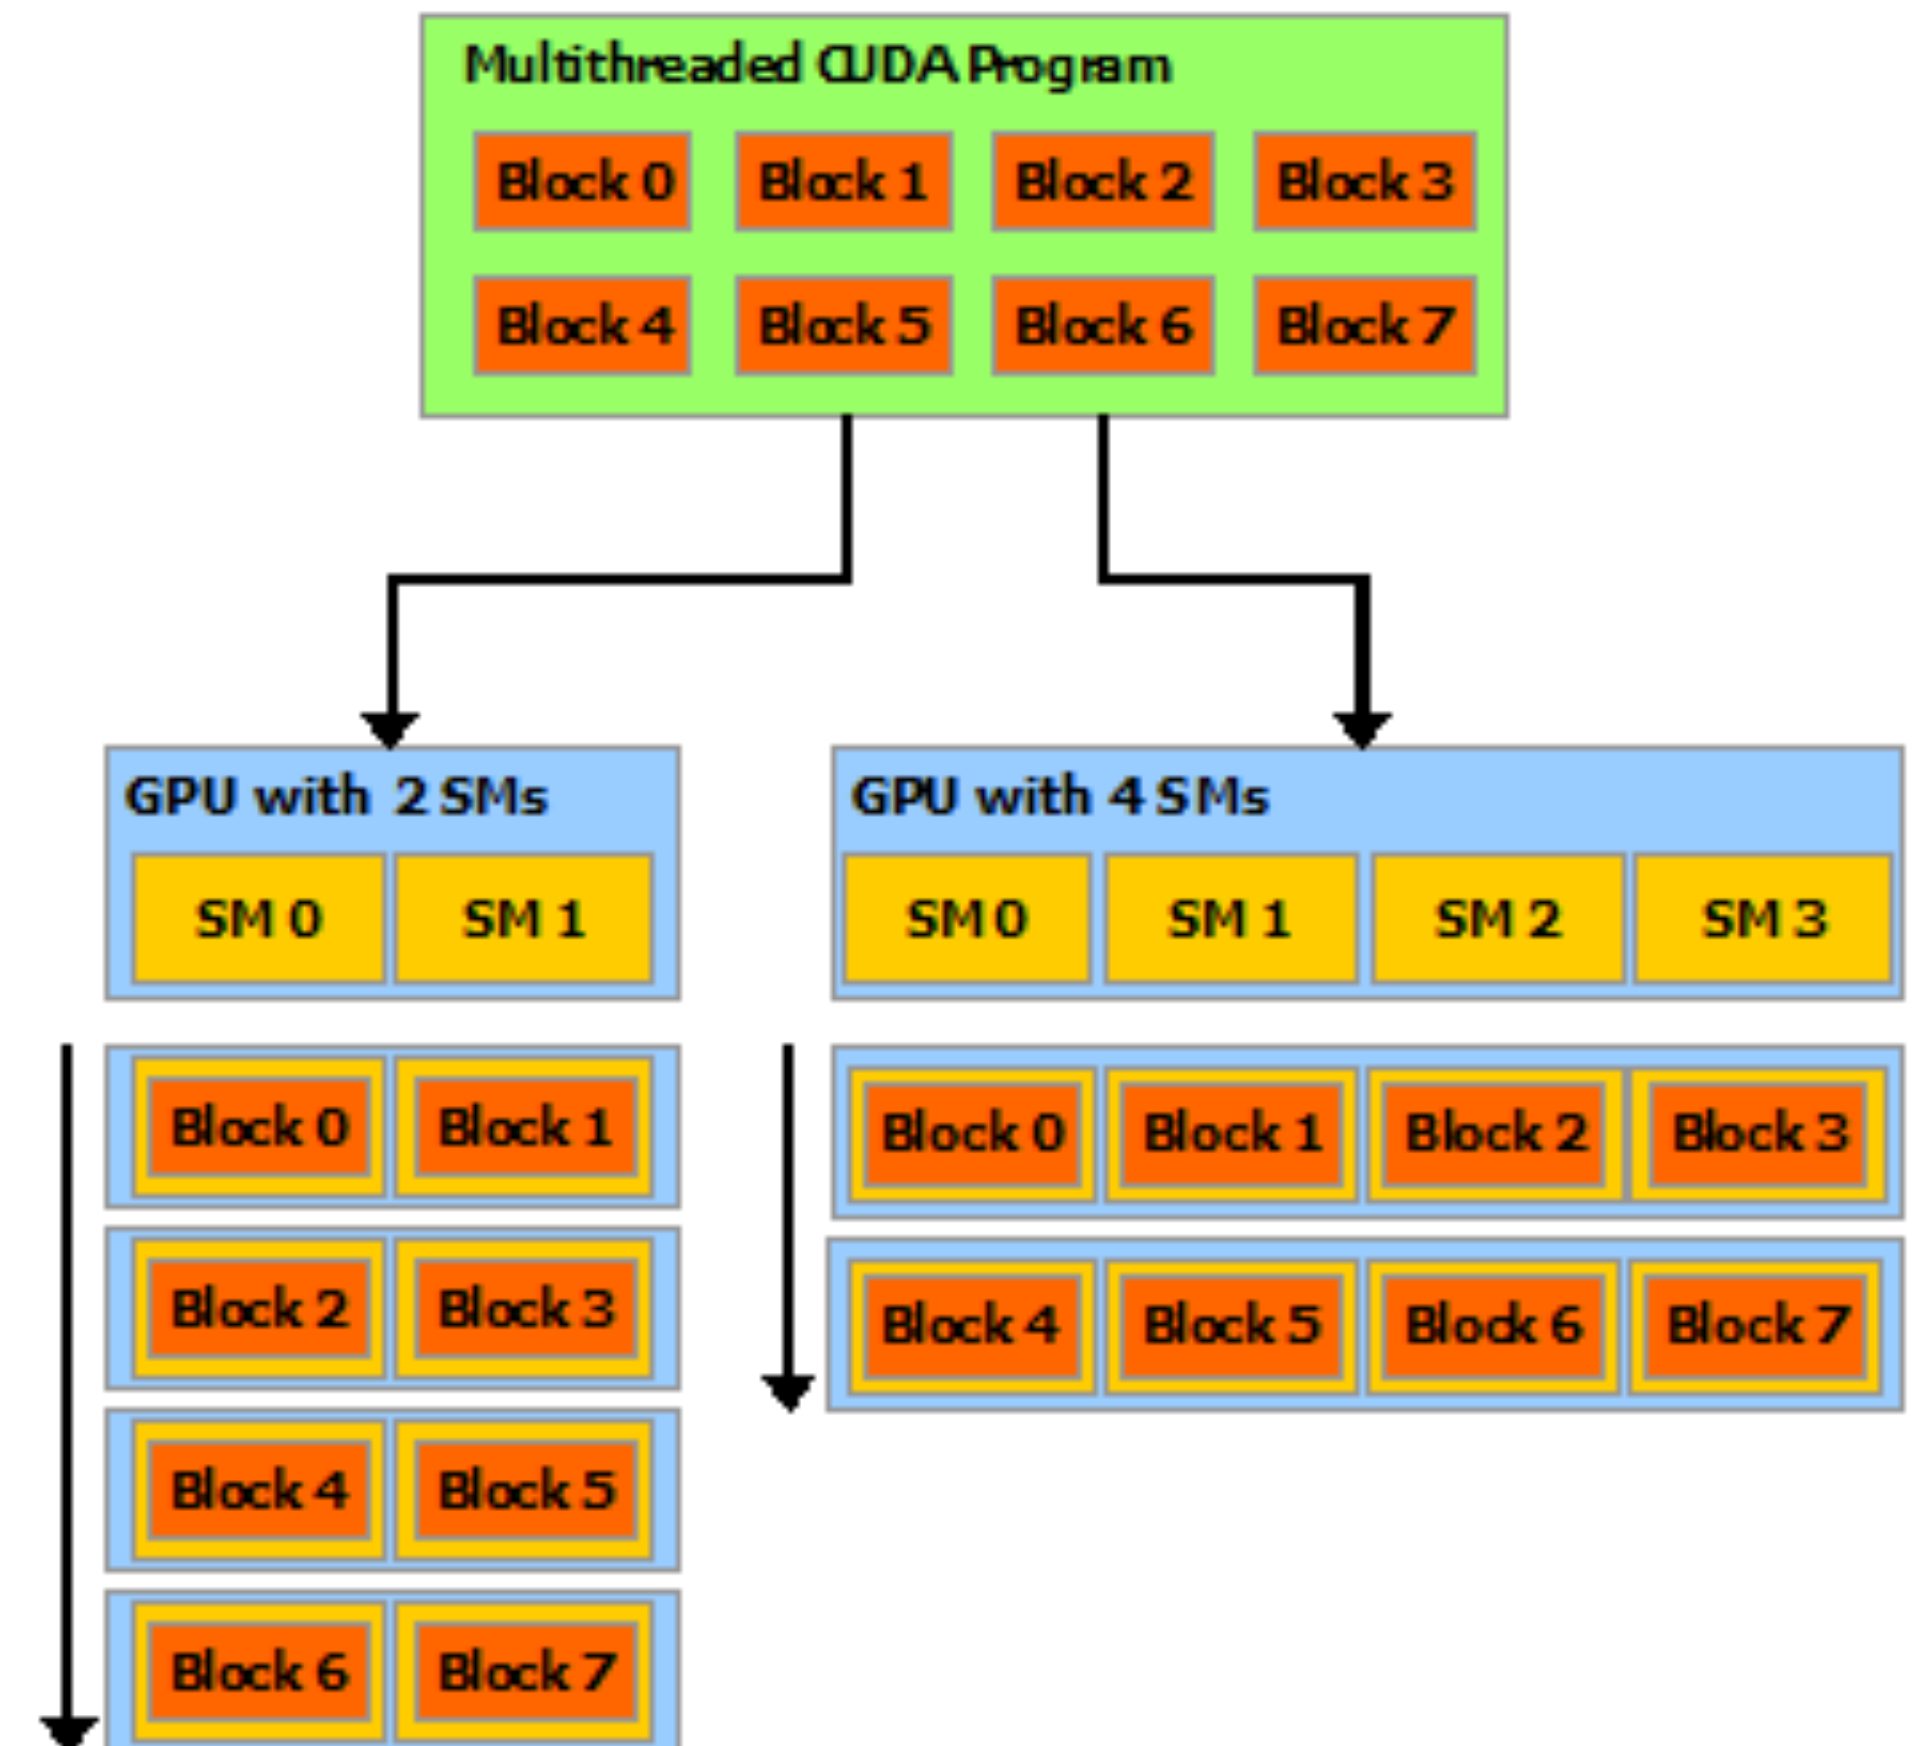 Multithreaded CUDA Program
Block 0 Block 1 Block 2 Block 3
Block 4 Block 5 Block 6 Block 7
GPU with 2 SMs
SM 0 SM 1
Block 0 Block 1
Block 2 Block 3
Block 4 Block 5
Block 6 Block 7
GPU with 4 SMs
SM 0 SM 1 SM 2 SM 3
Block 0 Block 1 Block 2 Block 3
Block 4 Block 5 Block 6 Block 7